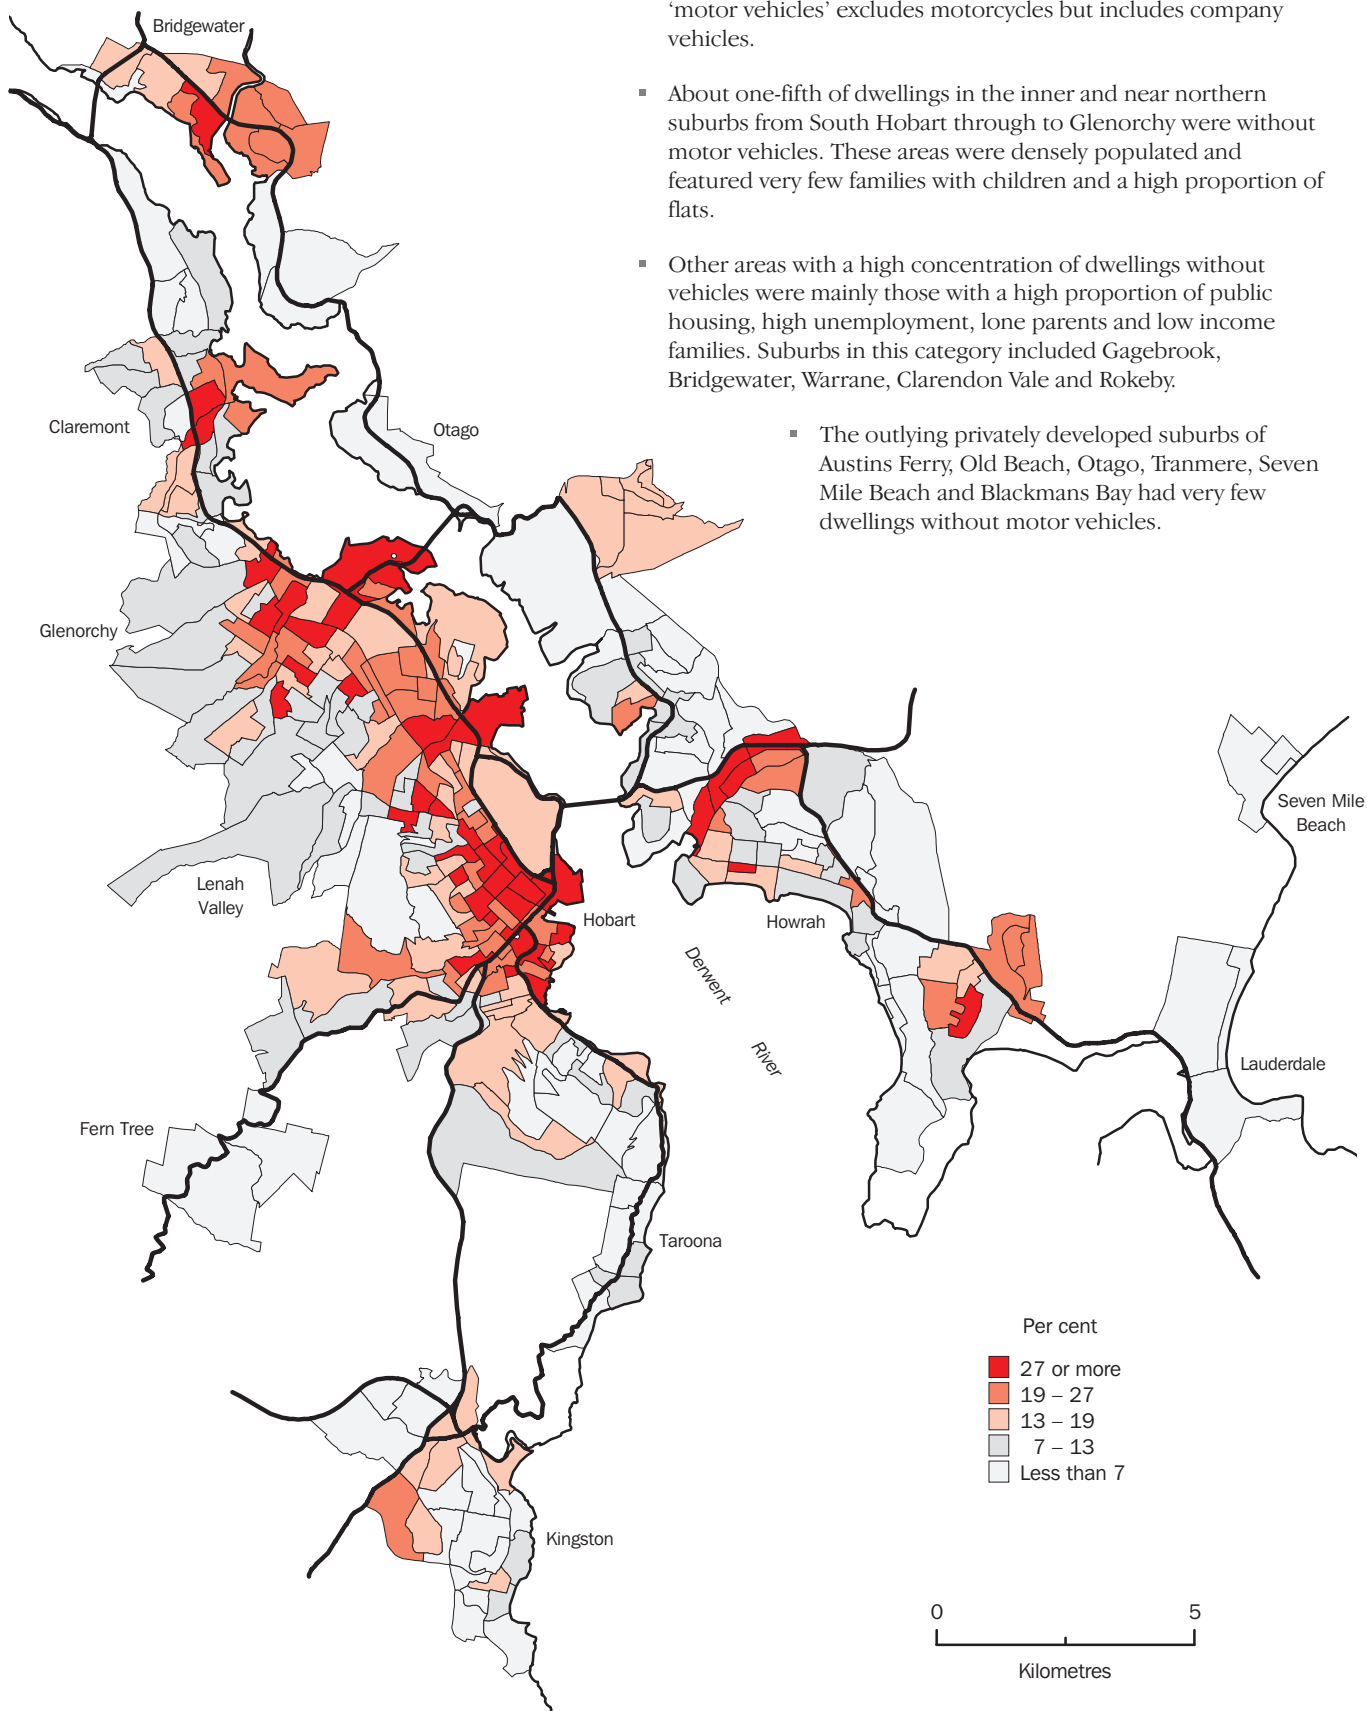 'motor vehicles' excludes motorcycles but includes company
vehicles.
▪ About one-fifth of dwellings in the inner and near northern
suburbs from South Hobart through to Glenorchy were without
motor vehicles. These areas were densely populated and
featured very few families with children and a high proportion of
flats.
▪ Other areas with a high concentration of dwellings without
vehicles were mainly those with a high proportion of public
housing, high unemployment, lone parents and low income
families. Suburbs in this category included Gagebrook,
Bridgewater, Warrane, Clarendon Vale and Rokeby.
▪ The outlying privately developed suburbs of
Austins Ferry, Old Beach, Otago, Tranmere, Seven
Mile Beach and Blackmans Bay had very few
dwellings without motor vehicles.
Bridgewater
Claremont
Otago
Glenorchy
Seven Mile
Beach
Lenah
Valley
Hobart
Howrah
Derwent
River
Lauderdale
Fern Tree
Taroona
Kingston
Per cent
27 or more
19 – 27
13 – 19
7 – 13
Less than 7
0 5
Kilometres